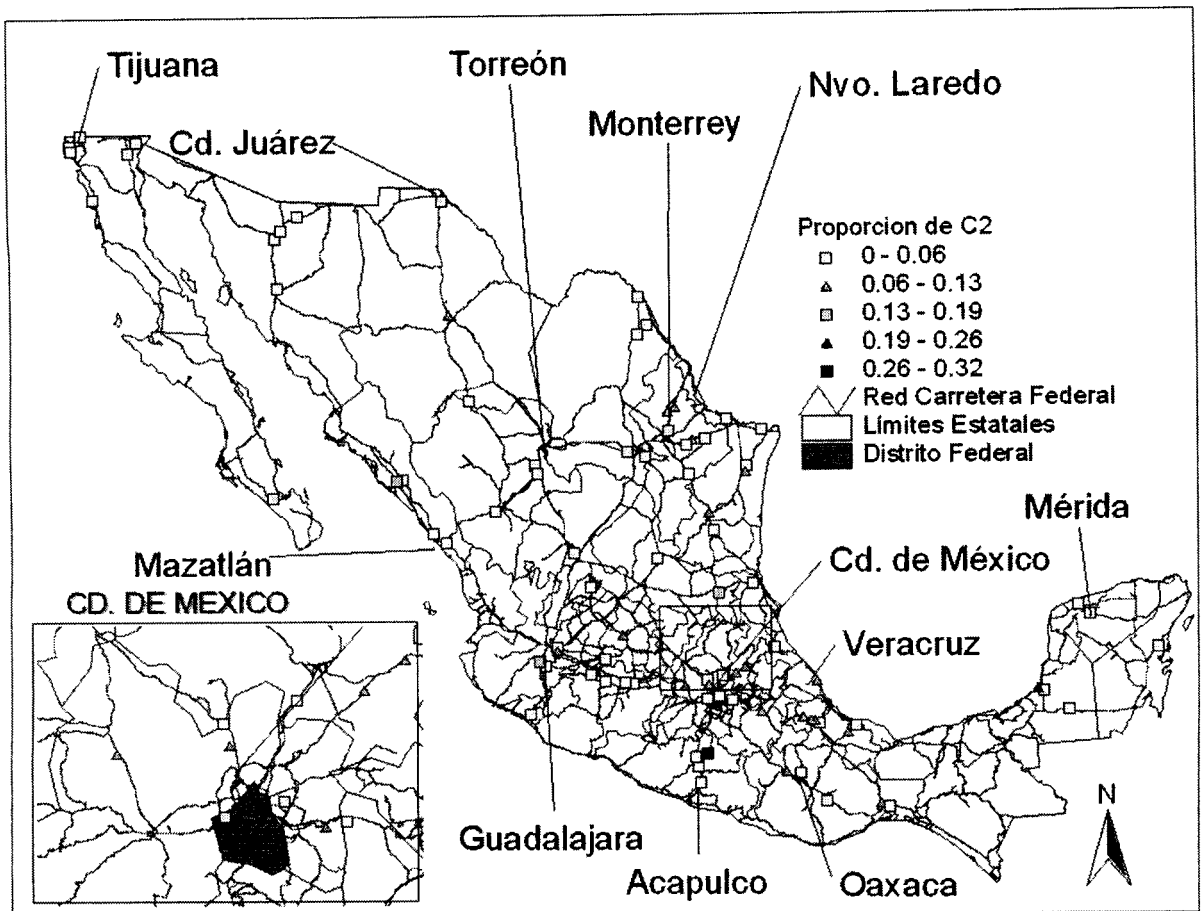 Tijuana
Torreón
Nvo. Laredo
Monterrey
Cd. Juárez
Proporcion de C2
0 - 0.06
0.06 - 0.13
0.13 - 0.19
0.19 - 0.26
0.26 - 0.32
Red Carretera Federal
Límites Estatales
Distrito Federal
Mérida
Mazatlán
Cd. de México
CD. DE MEXICO
Veracruz
Guadalajara
Acapulco
Oaxaca
N